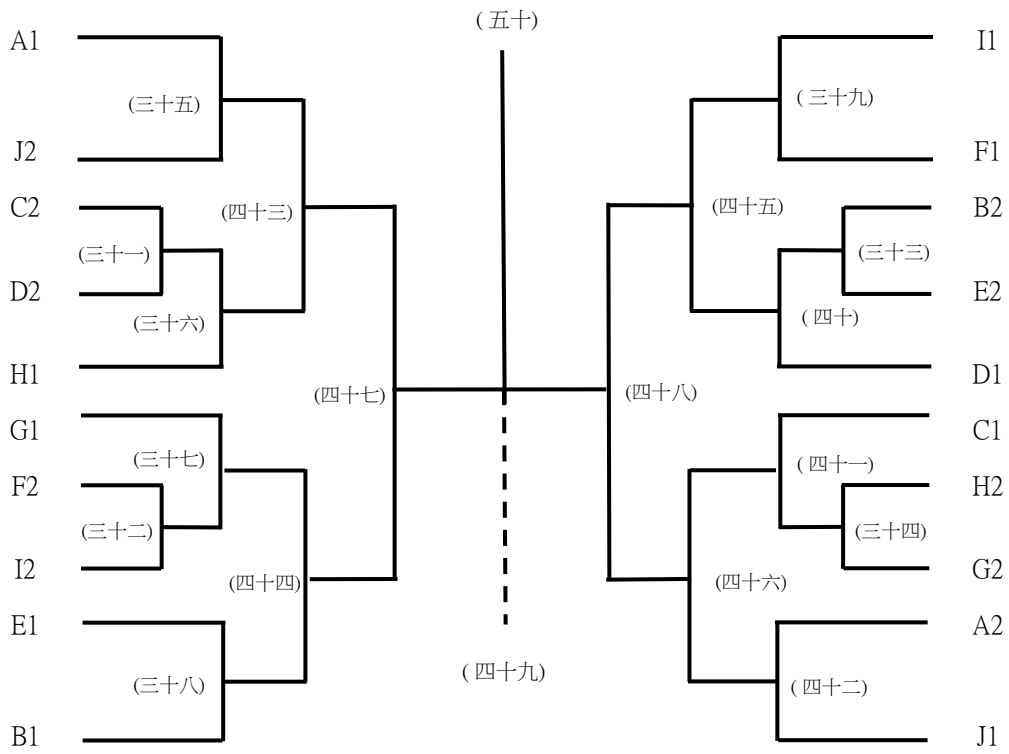 (五十)
A1
I1
(三十五)
(三十九)
J2
F1
C2
B2
(四十三)
(四十五)
(三十一)
(三十三)
D2
E2
(三十六)
(四十)
H1
D1
(四十七)
(四十八)
G1
C1
(三十七)
(四十一)
F2
H2
(三十二)
(三十四)
I2
G2
(四十四)
(四十六)
E1
A2
(四十九)
(三十八)
(四十二)
B1
J1